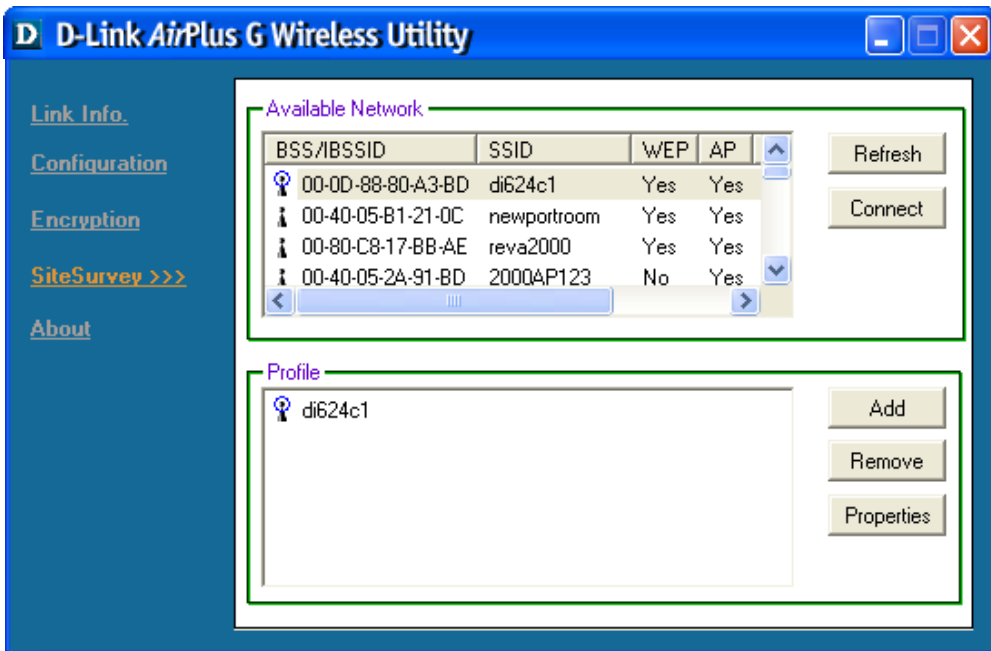 D D-Link AirPlus G Wireless Utility
Link Info.
Configuration
Encryption
SiteSurvey >>>
About
Available Network
BSS/IBSSID SSID WEP AP
00-0D-88-80-A3-BD di624c1 Yes Yes
00-40-05-B1-21-0C newportroom Yes Yes
00-80-C8-17-BB-AE reva2000 Yes Yes
00-40-05-2A-91-BD 2000AP123 No Yes
Refresh
Connect
Profile
di624c1
Add
Remove
Properties